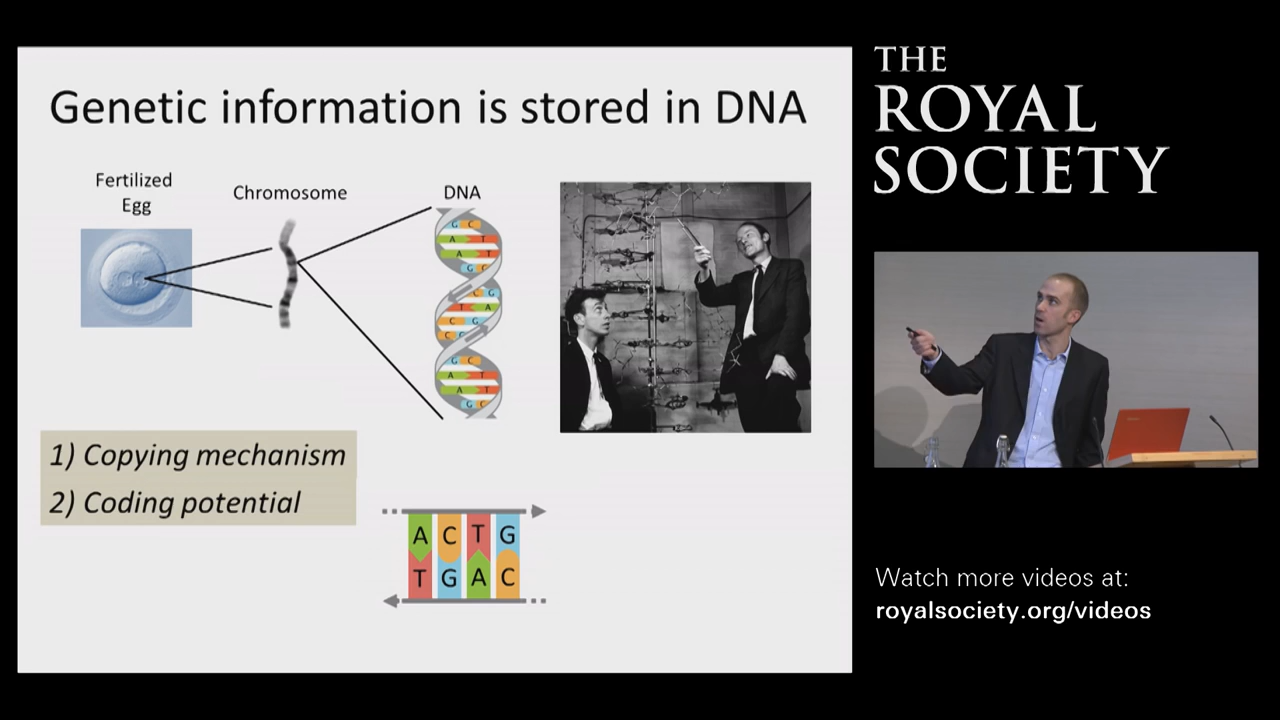 Genetic information is stored in DNA
Fertilized
Egg
Chromosome
DNA
G C
A T
A T
G C
C G
T A
C G
C G
G C
A T
A T
G C
1) Copying mechanism
2) Coding potential
A C T G
T G A C
THE
ROYAL
SOCIETY
Watch more videos at:
royalsociety.org/videos